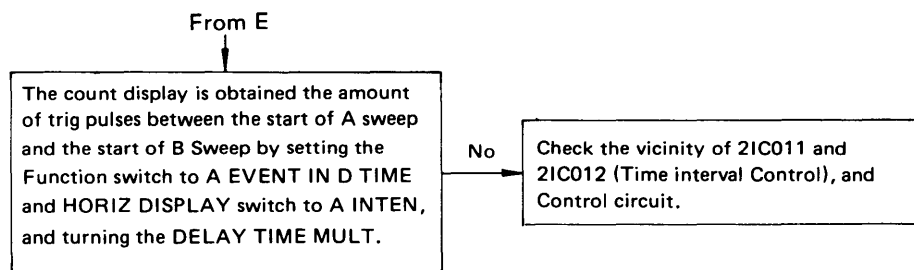 From E
The count display is obtained the amount
of trig pulses between the start of A sweep
and the start of B Sweep by setting the
Function switch to A EVENT IN D TIME
and HORIZ DISPLAY switch to A INTEN,
and turning the DELAY TIME MULT.
No
Check the vicinity of 2IC011 and
2IC012 (Time interval Control), and
Control circuit.